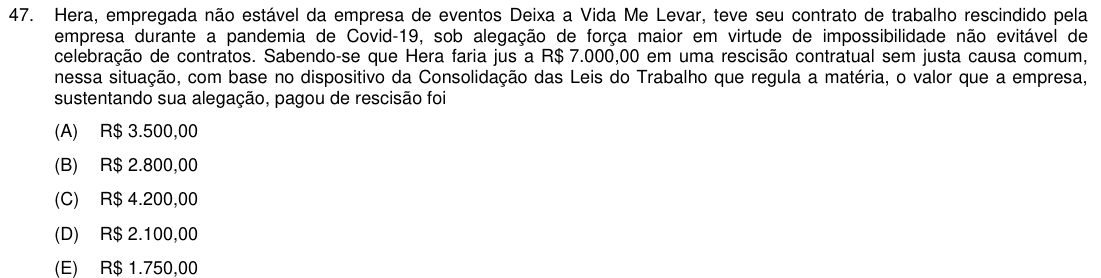 47. Hera, empregada não estável da empresa de eventos Deixa a Vida Me Levar, teve seu contrato de trabalho rescindido pela
empresa durante a pandemia de Covid-19, sob alegação de força maior em virtude de impossibilidade não evitável de
celebração de contratos. Sabendo-se que Hera faria jus a R$ 7.000,00 em uma rescisão contratual sem justa causa comum,
nessa situação, com base no dispositivo da Consolidação das Leis do Trabalho que regula a matéria, o valor que a empresa,
sustentando sua alegação, pagou de rescisão foi
(A) R$ 3.500,00
(B) R$ 2.800,00
(C) R$ 4.200,00
(D) R$ 2.100,00
(E) R$ 1.750,00